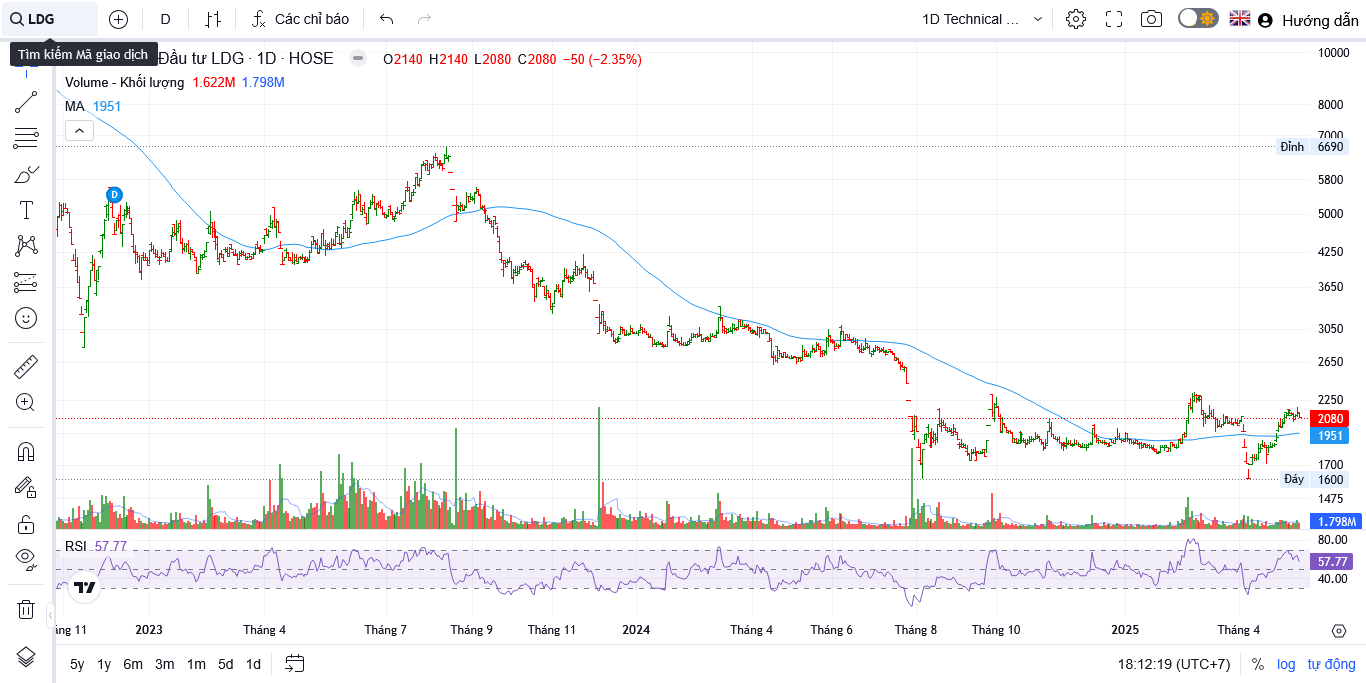 LDG
D
Các chỉ báo
1D Technical ...
Hướng dẫn
Tìm kiếm Mã giao dịch
Đầu tư LDG · 1D · HOSE
O2140 H2140 L2080 C2080 −50 (−2.35%)
Volume - Khối lượng 1.622M 1.798M
MA 1951
10000
8000
7000
Đỉnh 6690
5800
5000
4250
3650
3050
2650
2250
2080
1951
1700
Đáy 1600
1475
1.798M
D
RSI 57.77
80.00
57.77
40.00
ng 11 2023 Tháng 4 Tháng 7 Tháng 9 Tháng 11 2024 Tháng 4 Tháng 6 Tháng 8 Tháng 10 2025 Tháng 4
5y 1y 6m 3m 1m 5d 1d
18:12:19 (UTC+7) % log tự động